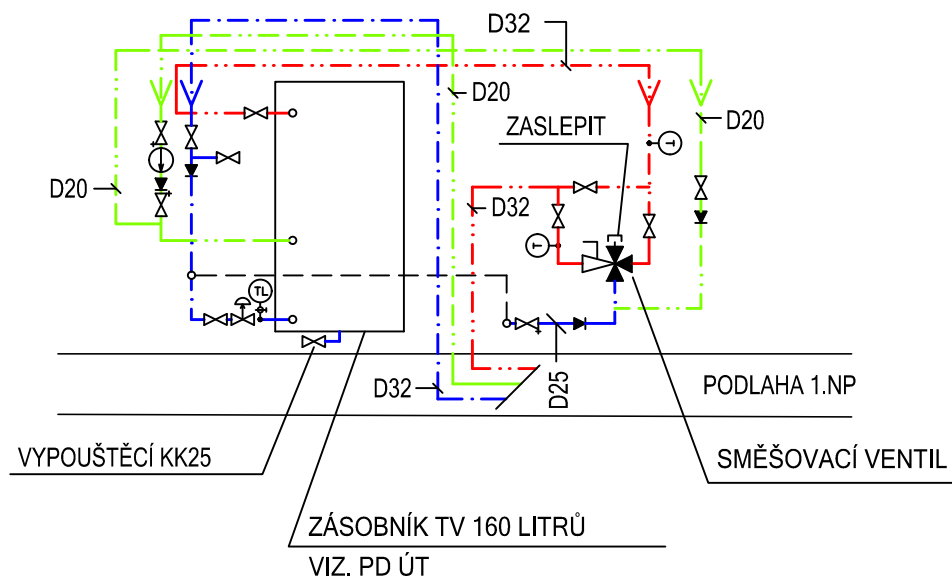 D32
D20
ZASLEPIT
D20
T
TL
D20
D32
T
D32
D25
PODLAHA 1.NP
VYPOUŠTĚCÍ KK25
SMĚŠOVACÍ VENTIL
ZÁSOBNÍK TV 160 LITRŮ
VIZ. PD ÚT